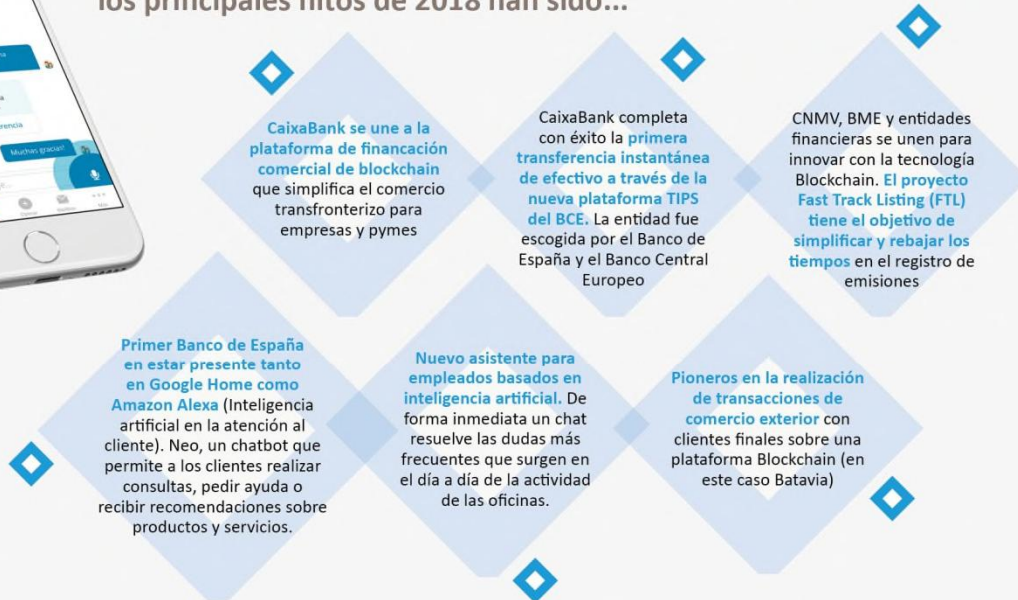 los principales hitos de 2018 han sido...
Muchas gracias!
CaixaBank se une a la
plataforma de financación
comercial de blockchain
que simplifica el comercio
transfronterizo para
empresas y pymes
CaixaBank completa
con éxito la primera
transferencia instantánea
de efectivo a través de la
nueva plataforma TIPS
del BCE. La entidad fue
escogida por el Banco de
España y el Banco Central
Europeo
CNMV, BME y entidades
financieras se unen para
innovar con la tecnología
Blockchain. El proyecto
Fast Track Listing (FTL)
tiene el objetivo de
simplificar y rebajar los
tiempos en el registro de
emisiones
Primer Banco de España
en estar presente tanto
en Google Home como
Amazon Alexa (Inteligencia
artificial en la atención al
cliente). Neo, un chatbot que
permite a los clientes realizar
consultas, pedir ayuda o
recibir recomendaciones sobre
productos y servicios.
Nuevo asistente para
empleados basados en
inteligencia artificial. De
forma inmediata un chat
resuelve las dudas más
frecuentes que surgen en
el día a día de la actividad
de las oficinas.
Pioneros en la realización
de transacciones de
comercio exterior con
clientes finales sobre una
plataforma Blockchain (en
este caso Batavia)